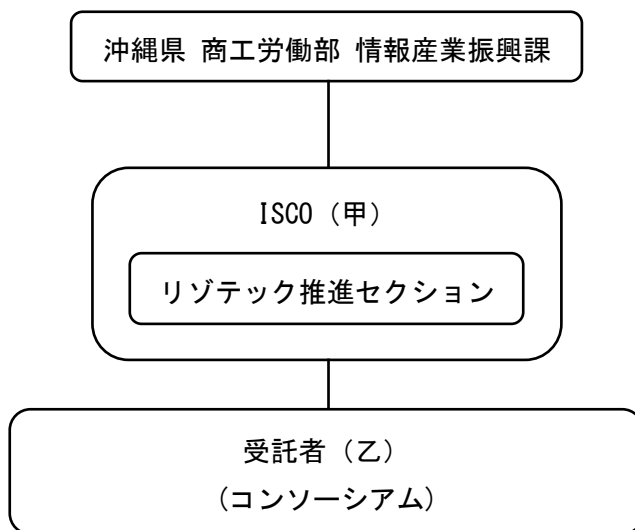 沖縄県 商工労働部 情報産業振興課
ISCO（甲）
リゾテック推進セクション
受託者（乙）
(コンソーシアム)